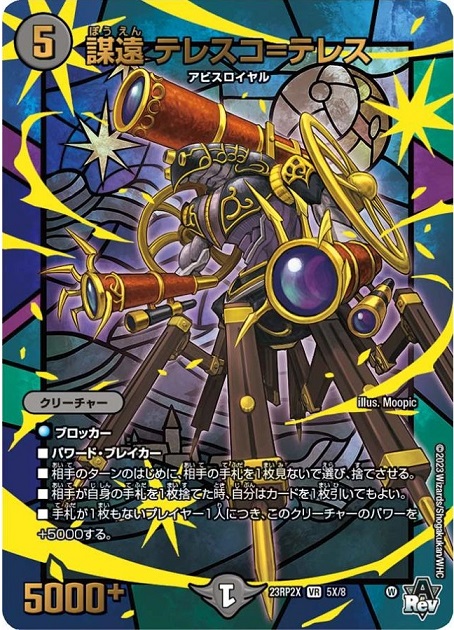 5
ぼうえん
謀遠 テレスコ=テレス
アビスロイヤル
illus. Moopic
クリーチャー
ブロッカー
■パワード・ブレイカー
■相手のターンのはじめに、相手の手札を1枚見ないで選び、捨てさせる。
■相手が自身の手札を1枚捨てた時、自分はカードを1枚引いてもよい。
■手札が1枚もないプレイヤー1人につき、このクリーチャーのパワーを
+5000する。
©2023 Wizards/Shogakukan/WHC
5000+
23RP2X VR 5X/8
W
Rev